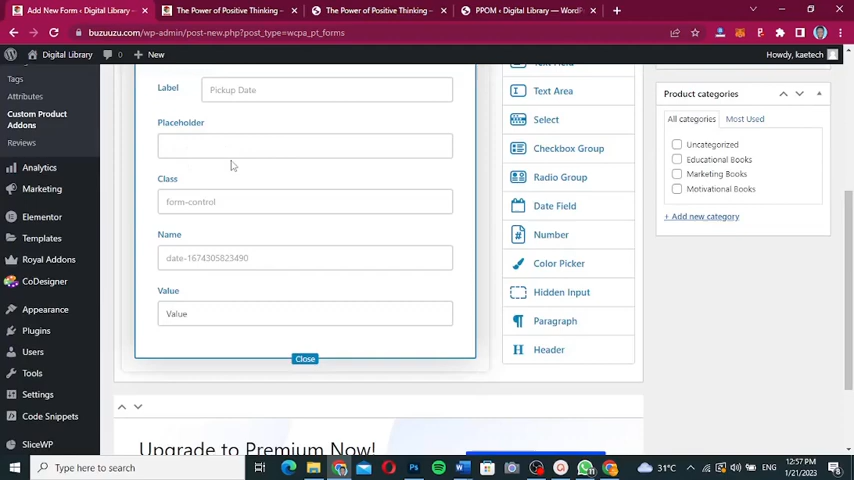 Add New Form ‹ Digital Library —
The Power of Positive Thinking –
The Power of Positive Thinking –
PPOM ‹ Digital Library — WordPr
buzuuzu.com/wp-admin/post-new.php?post_type=wcpa_pt_forms
Digital Library
0
New
Howdy, kaetech
Tags
Attributes
Custom Product
Addons
Reviews
Analytics
Marketing
Elementor
Templates
Royal Addons
CoDesigner
Appearance
Plugins
Users
Tools
Settings
Code Snippets
SliceWP
Label
Pickup Date
Placeholder
Class
form-control
Name
date-1674305823490
Value
Value
Close
Text Field
Text Area
Select
Checkbox Group
Radio Group
Date Field
Number
Color Picker
Hidden Input
Paragraph
Header
Product categories
All categories
Most Used
Uncategorized
Educational Books
Marketing Books
Motivational Books
+ Add new category
Upgrade to Premium Now!
Type here to search
31°C
ENG
12:57 PM
1/21/2023